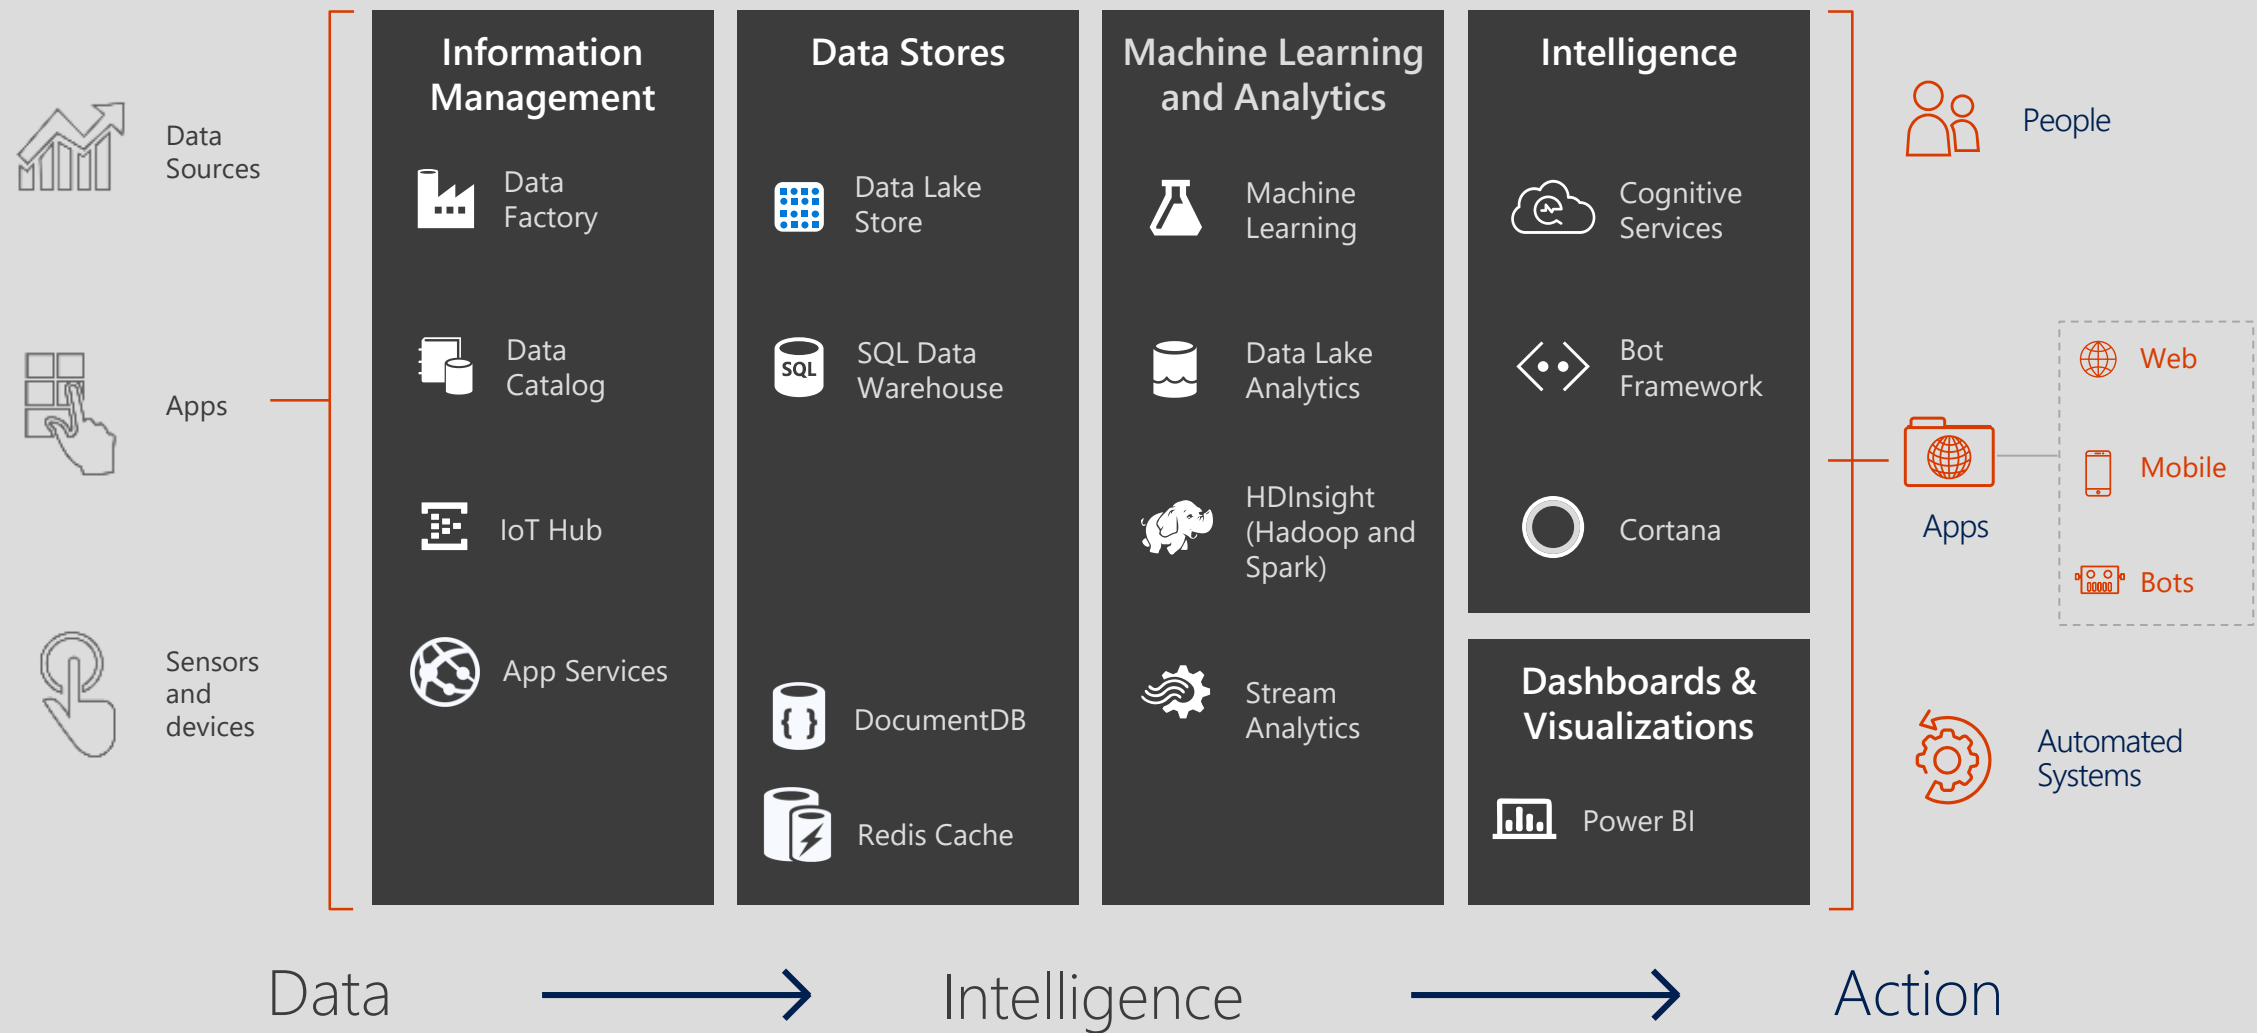 Data
Sources
Apps
Sensors
and
devices
Information
Management
Data
Factory
Data
Catalog
IoT Hub
App Services
Data Stores
Data Lake
Store
SQL
SQL Data
Warehouse
DocumentDB
Redis Cache
Machine Learning
and Analytics
Machine
Learning
Data Lake
Analytics
HDInsight
(Hadoop and
Spark)
Stream
Analytics
Intelligence
Cognitive
Services
Bot
Framework
Cortana
Dashboards &
Visualizations
Power BI
People
Apps
Web
Mobile
Bots
Automated
Systems
Data
Intelligence
Action